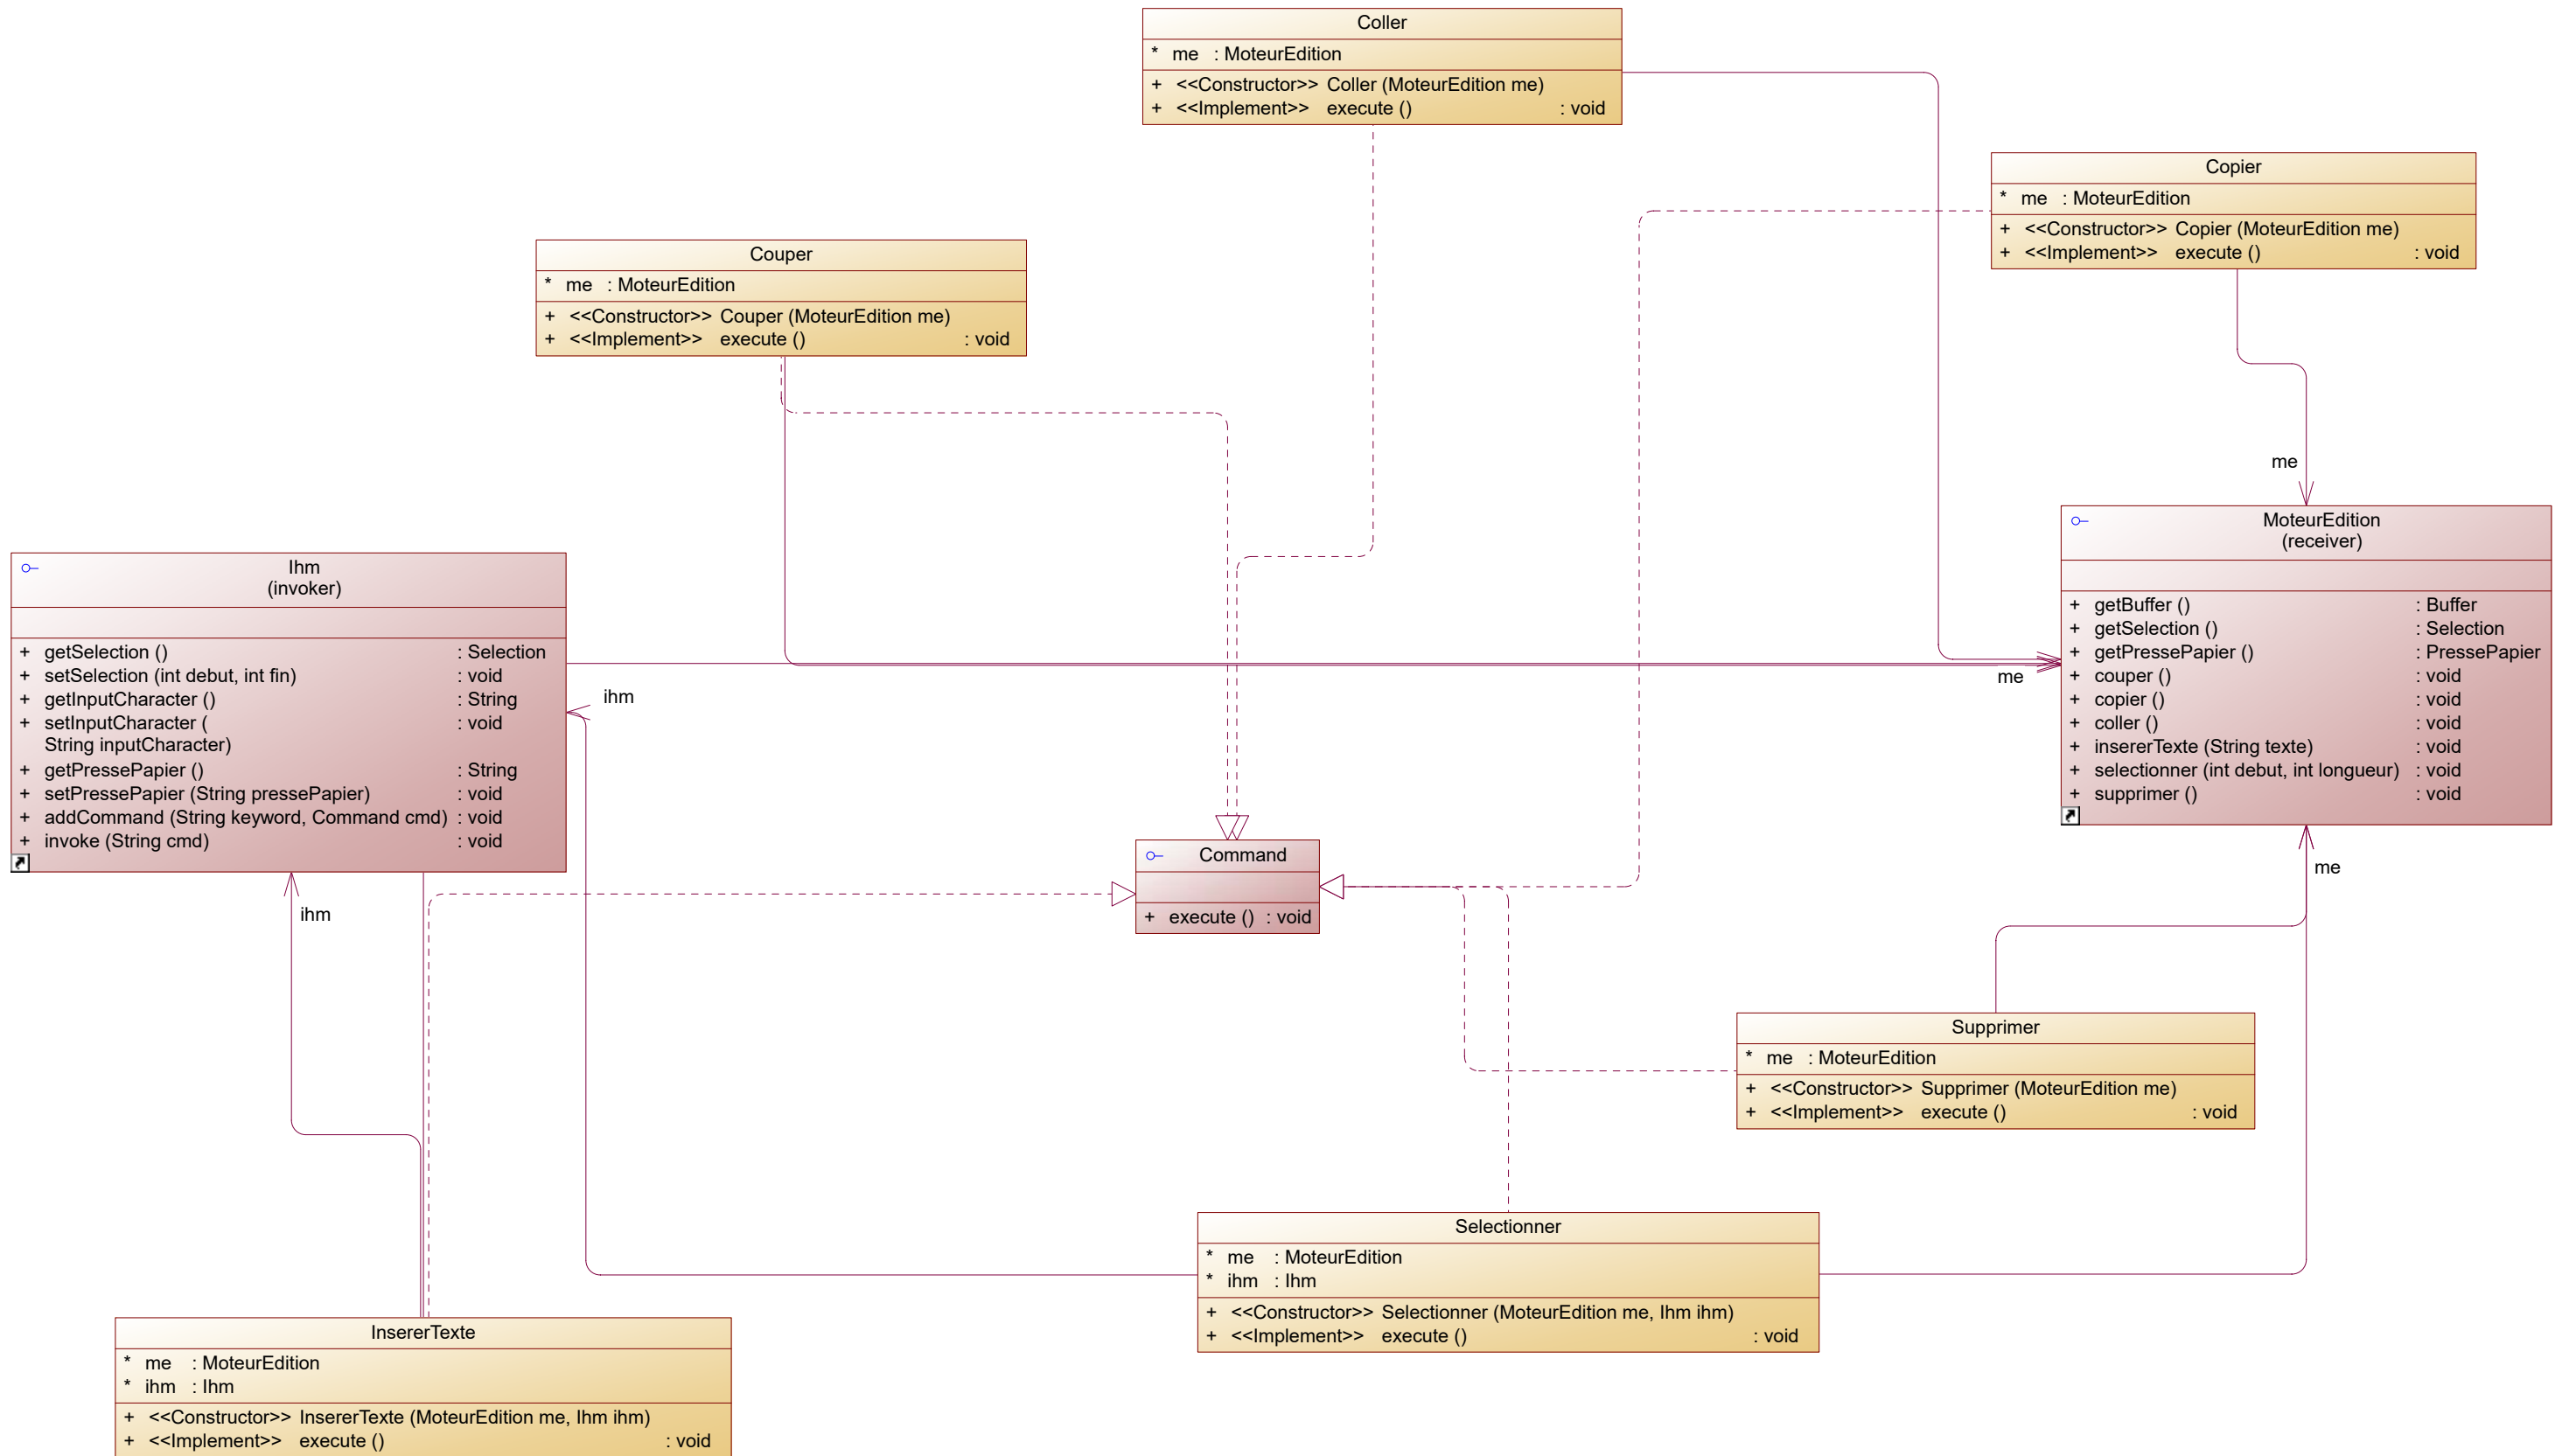 Coller
* me : MoteurEdition
+ <<Constructor>> Coller (MoteurEdition me)
+ <<Implement>> execute () : void
Copier
* me : MoteurEdition
+ <<Constructor>> Copier (MoteurEdition me)
+ <<Implement>> execute () : void
Couper
* me : MoteurEdition
+ <<Constructor>> Couper (MoteurEdition me)
+ <<Implement>> execute () : void
me
MoteurEdition
(receiver)
+ getBuffer () : Buffer
+ getSelection () : Selection
+ getPressePapier () : PressePapier
+ couper () : void
+ copier () : void
+ coller () : void
+ insererTexte (String texte) : void
+ selectionner (int debut, int longueur) : void
+ supprimer () : void
Ihm
(invoker)
+ getSelection () : Selection
+ setSelection (int debut, int fin) : void
+ getInputCharacter () : String
+ setInputCharacter ( : void
String inputCharacter)
+ getPressePapier () : String
+ setPressePapier (String pressePapier) : void
+ addCommand (String keyword, Command cmd) : void
+ invoke (String cmd) : void
ihm
me
Command
+ execute () : void
me
ihm
Supprimer
* me : MoteurEdition
+ <<Constructor>> Supprimer (MoteurEdition me)
+ <<Implement>> execute () : void
Selectionner
* me : MoteurEdition
* ihm : Ihm
+ <<Constructor>> Selectionner (MoteurEdition me, Ihm ihm)
+ <<Implement>> execute () : void
InsererTexte
* me : MoteurEdition
* ihm : Ihm
+ <<Constructor>> InsererTexte (MoteurEdition me, Ihm ihm)
+ <<Implement>> execute () : void